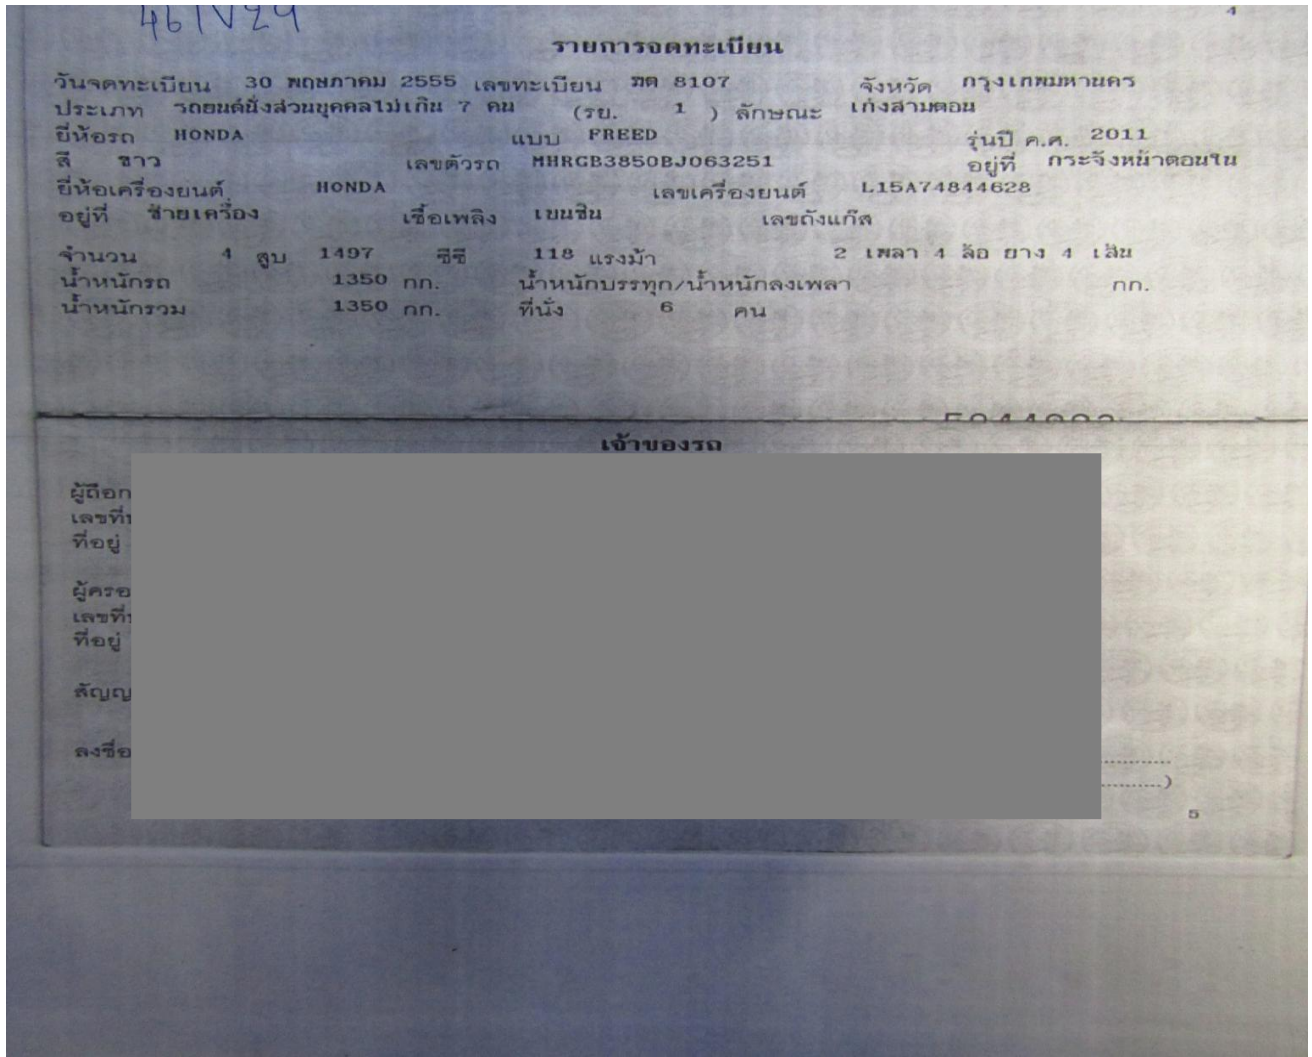 461V29
4
รายการจดทะเบียน
วันจดทะเบียน 30 พฤษภาคม 2555 เลขทะเบียน ฆต 8107 จังหวัด กรุงเทพมหานคร
ประเภท รถยนต์นั่งส่วนบุคคลไม่เกิน 7 คน (รย. 1 ) ลักษณะ เก๋งสามตอน
ยี่ห้อรถ HONDA แบบ FREED รุ่นปี ค.ศ. 2011
สี ขาว เลขตัวรถ MHRGB3850BJ063251 อยู่ที่ กระจังหน้าตอนใน
ยี่ห้อเครื่องยนต์ HONDA เลขเครื่องยนต์ L15A74844628
อยู่ที่ ซ้ายเครื่อง เชื้อเพลิง เบนซิน เลขถังแก๊ส
จำนวน 4 สูบ 1497 ซีซี 118 แรงม้า 2 เพลา 4 ล้อ ยาง 4 เส้น
น้ำหนักรถ 1350 กก. น้ำหนักบรรทุก/น้ำหนักลงเพลา กก.
น้ำหนักรวม 1350 กก. ที่นั่ง 6 คน
เจ้าของรถ
ผู้ถือก
เลขที่
ที่อยู่
ผู้ครอ
เลขที่
ที่อยู่
สัญญ
ลงชื่อ
5